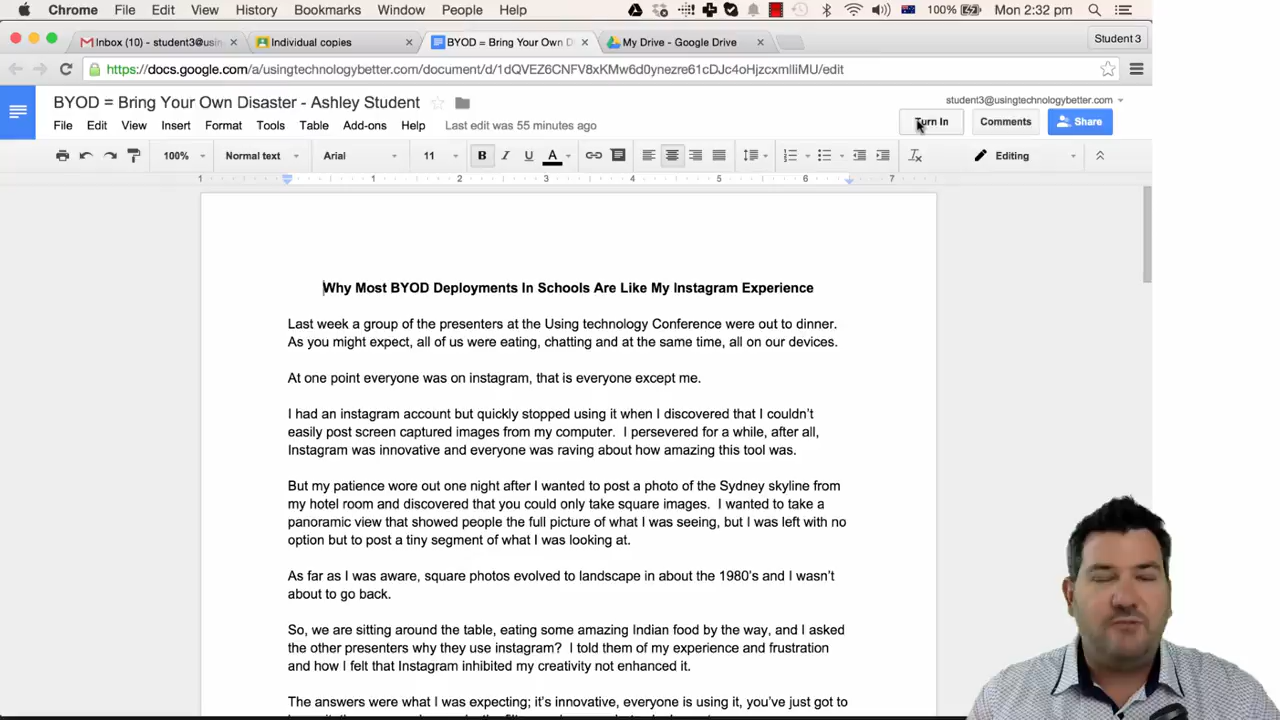 Chrome File Edit View History Bookmarks Window People Help 100% Mon 2:32 pm
Inbox (10) - student3@usin Individual copies BYOD = Bring Your Own D My Drive - Google Drive Student 3
https://docs.google.com/a/usingtechnologybetter.com/document/d/1dQVEZ6CNFV8xKMw6d0ynezre61cDJc4oHjzcxmlliMU/edit
BYOD = Bring Your Own Disaster - Ashley Student student3@usingtechnologybetter.com
File Edit View Insert Format Tools Table Add-ons Help Last edit was 55 minutes ago Turn In Comments Share
100% Normal text Arial 11 B I U A Editing
1 1 2 3 4 5 6 7
Why Most BYOD Deployments In Schools Are Like My Instagram Experience
Last week a group of the presenters at the Using technology Conference were out to dinner.
As you might expect, all of us were eating, chatting and at the same time, all on our devices.
At one point everyone was on instagram, that is everyone except me.
I had an instagram account but quickly stopped using it when I discovered that I couldn't
easily post screen captured images from my computer. I persevered for a while, after all,
Instagram was innovative and everyone was raving about how amazing this tool was.
But my patience wore out one night after I wanted to post a photo of the Sydney skyline from
my hotel room and discovered that you could only take square images. I wanted to take a
panoramic view that showed people the full picture of what I was seeing, but I was left with no
option but to post a tiny segment of what I was looking at.
As far as I was aware, square photos evolved to landscape in about the 1980's and I wasn't
about to go back.
So, we are sitting around the table, eating some amazing Indian food by the way, and I asked
the other presenters why they use instagram? I told them of my experience and frustration
and how I felt that Instagram inhibited my creativity not enhanced it.
The answers were what I was expecting; it's innovative, everyone is using it, you've just got to